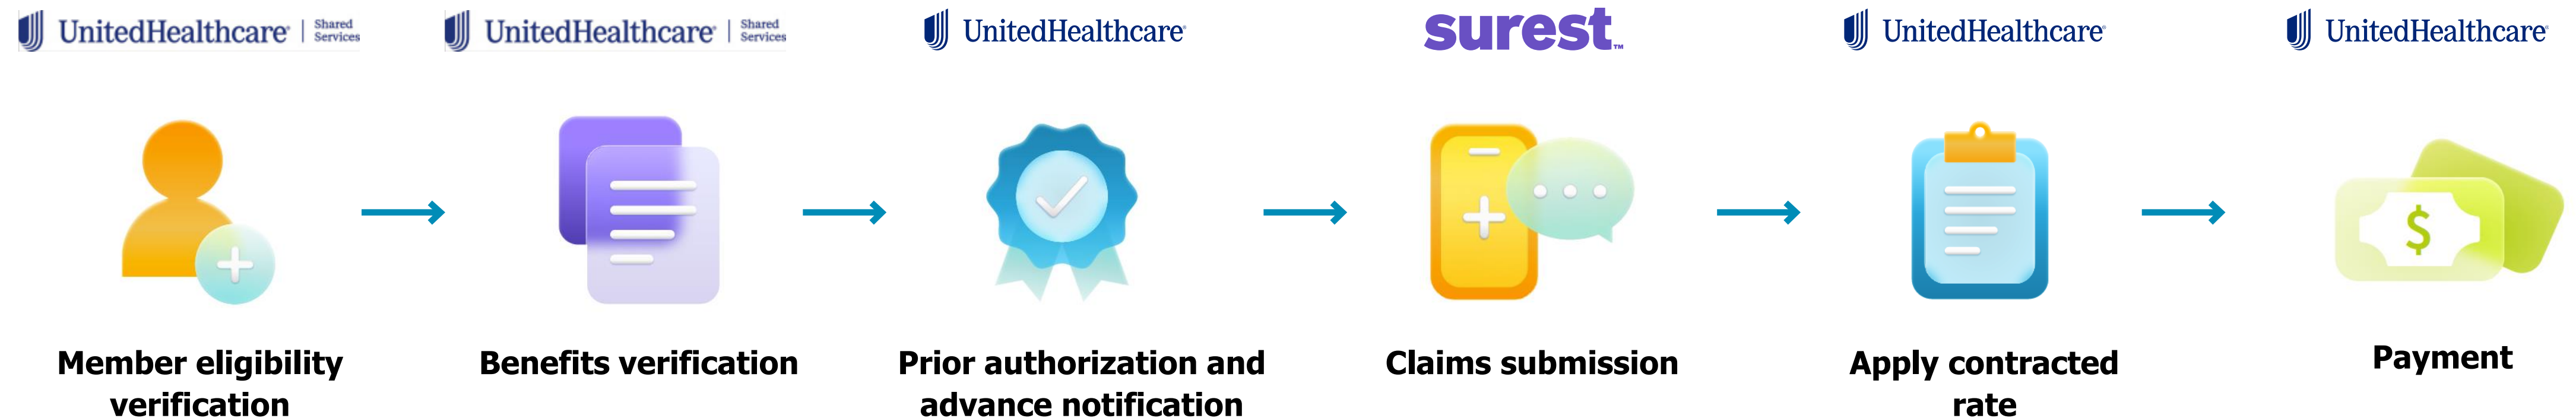 UnitedHealthcare® | Shared Services
UnitedHealthcare® | Shared Services
UnitedHealthcare®
surest™
UnitedHealthcare®
UnitedHealthcare®
$
Member eligibility
verification
Benefits verification
Prior authorization and
advance notification
Claims submission
Apply contracted
rate
Payment